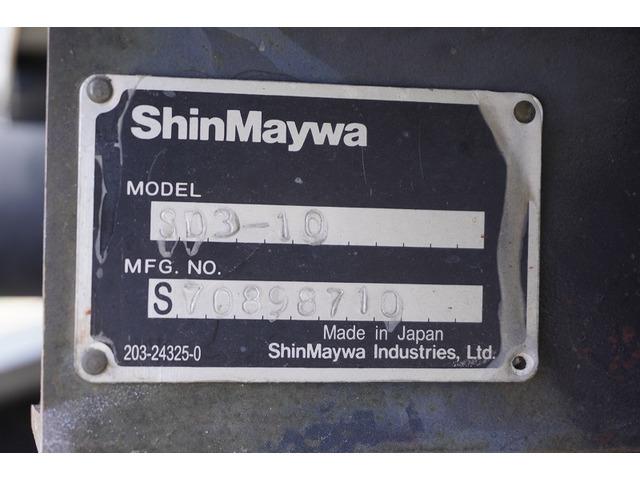 ShinMaywa
MODEL
SD3-10
MFG. NO.
S70898710
Made in Japan
203-24325-0
ShinMaywa Industries, Ltd.